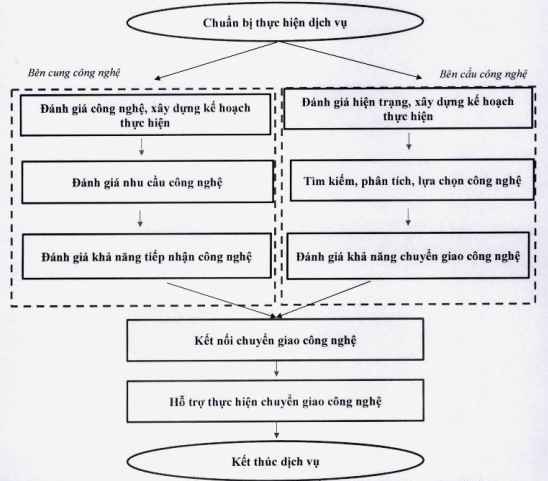 Chuẩn bị thực hiện dịch vụ
Bên cung công nghệ
Bên cầu công nghệ
Đánh giá công nghệ, xây dựng kế hoạch
thực hiện
Đánh giá hiện trạng, xây dựng kế hoạch
thực hiện
Đánh giá nhu cầu công nghệ
Tìm kiếm, phân tích, lựa chọn công nghệ
Đánh giá khả năng tiếp nhận công nghệ
Đánh giá khả năng chuyển giao công nghệ
Kết nối chuyển giao công nghệ
Hỗ trợ thực hiện chuyển giao công nghệ
Kết thúc dịch vụ